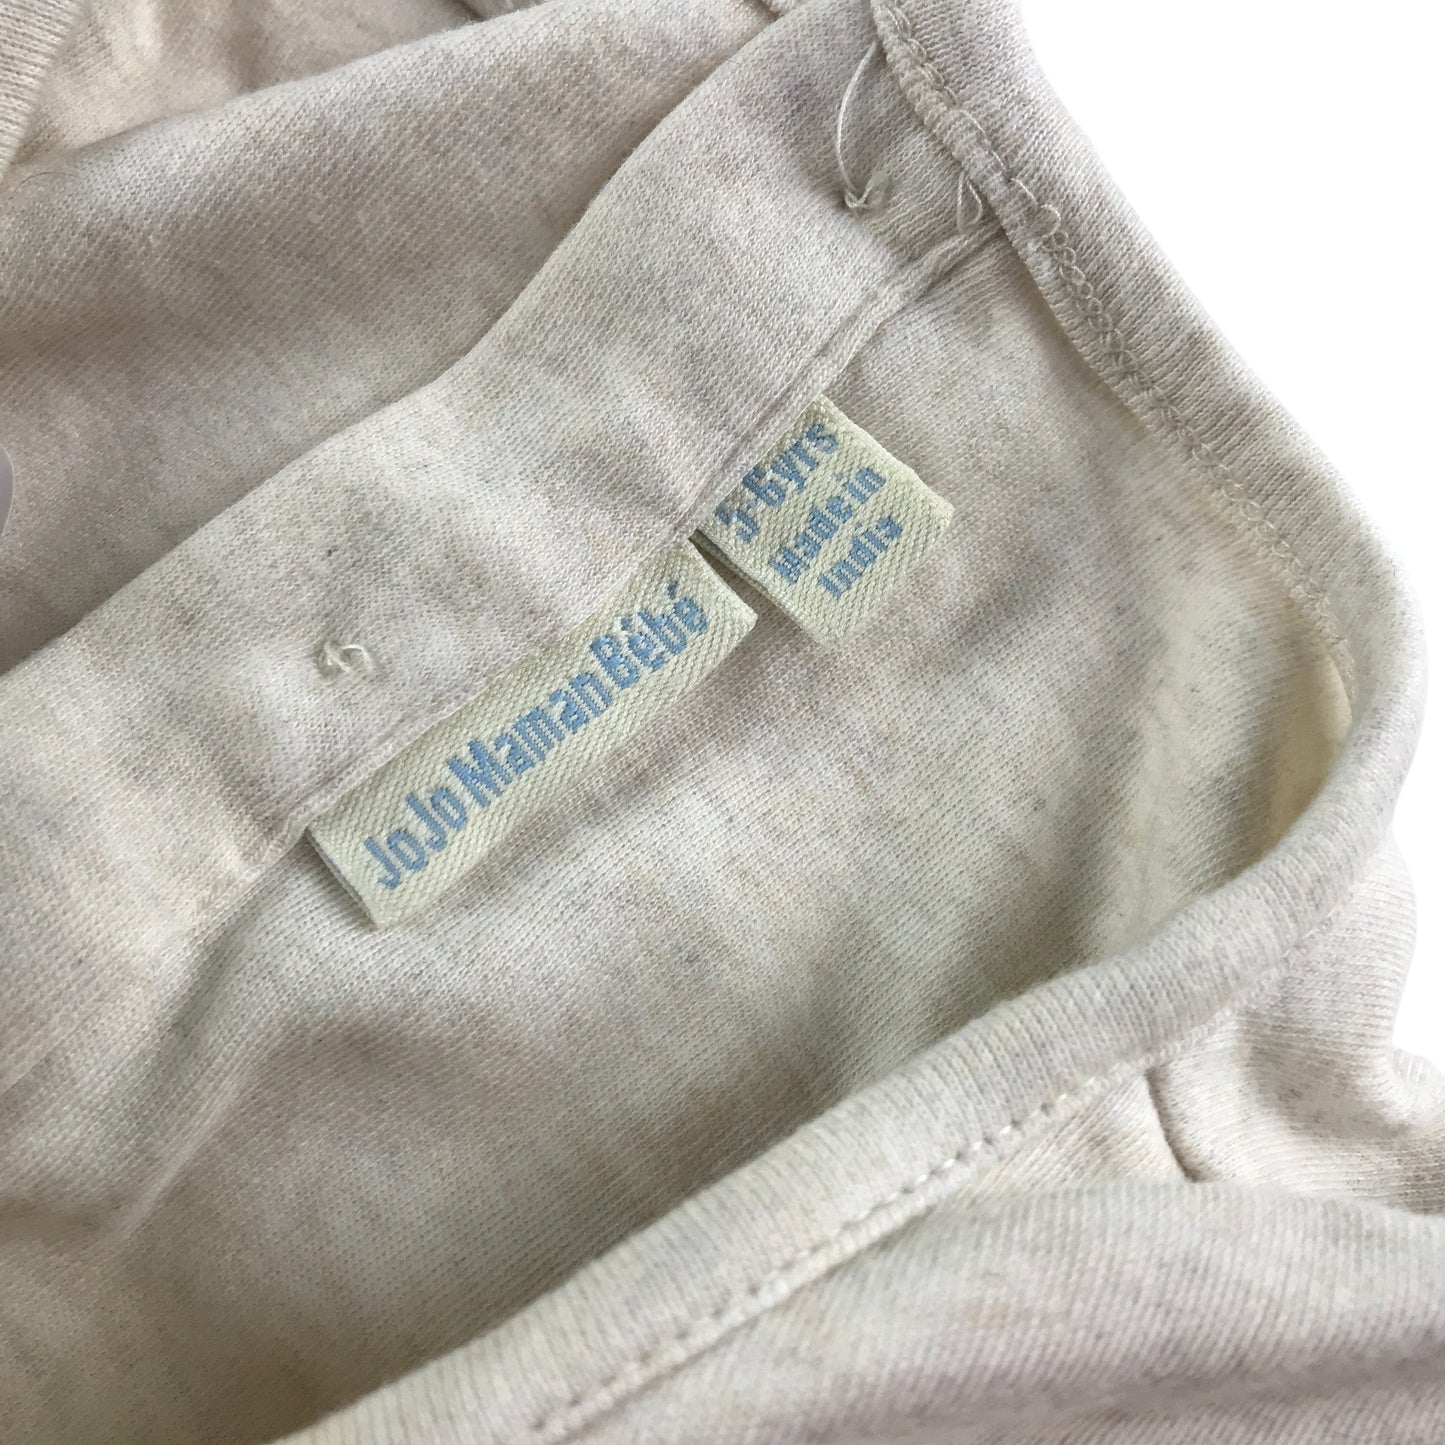 JoJo Maman Bébé
5-6yrs
Made in
India